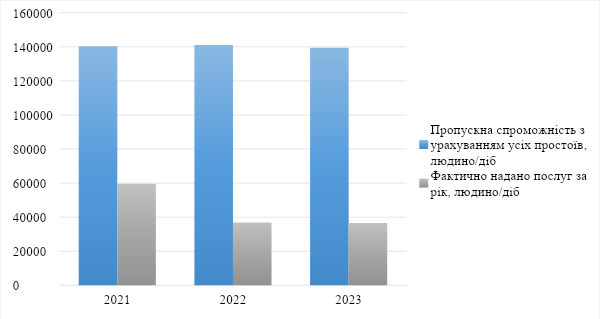 160000
140000
120000
100000
80000
60000
40000
20000
0
2021
2022
2023
Пропускна спроможність з
урахуванням усіх простоїв,
людино/діб
Фактично надано послуг за
рік, людино/діб